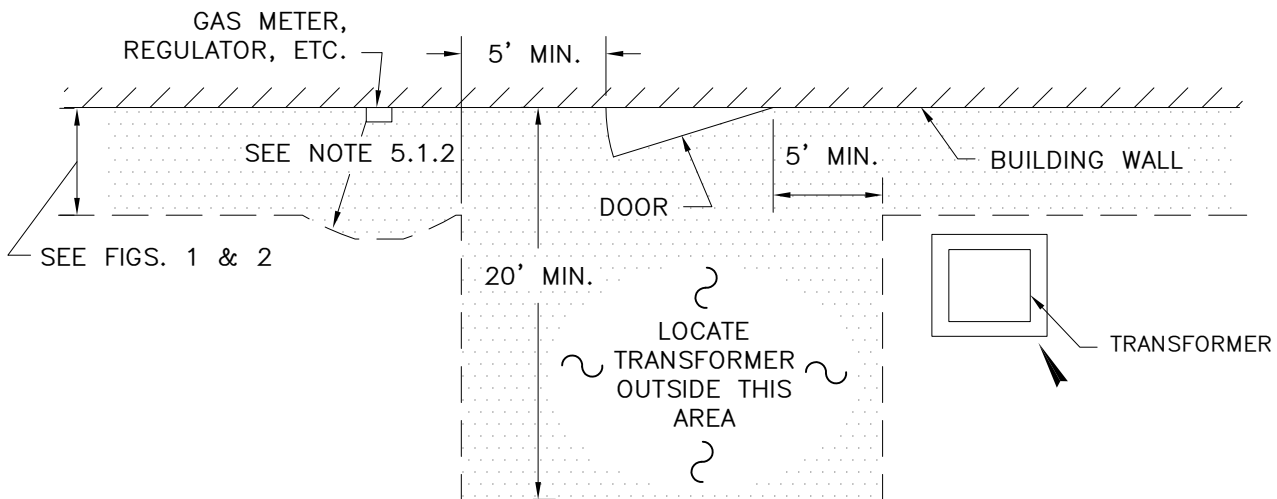 GAS METER,
REGULATOR, ETC.
5' MIN.
SEE NOTE 5.1.2
5' MIN.
BUILDING WALL
DOOR
SEE FIGS. 1 & 2
20' MIN.
LOCATE
TRANSFORMER
OUTSIDE THIS
AREA
TRANSFORMER